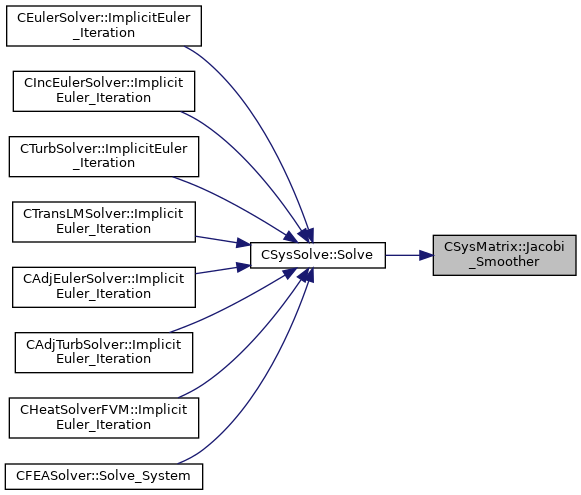 CEulerSolver::ImplicitEuler
_Iteration
CIncEulerSolver::Implicit
Euler_Iteration
CTurbSolver::ImplicitEuler
_Iteration
CTransLMSolver::Implicit
Euler_Iteration
CAdjEulerSolver::Implicit
Euler_Iteration
CAdjTurbSolver::Implicit
Euler_Iteration
CHeatSolverFVM::Implicit
Euler_Iteration
CFEASolver::Solve_System
CSysSolve::Solve
CSysMatrix::Jacobi
_Smoother